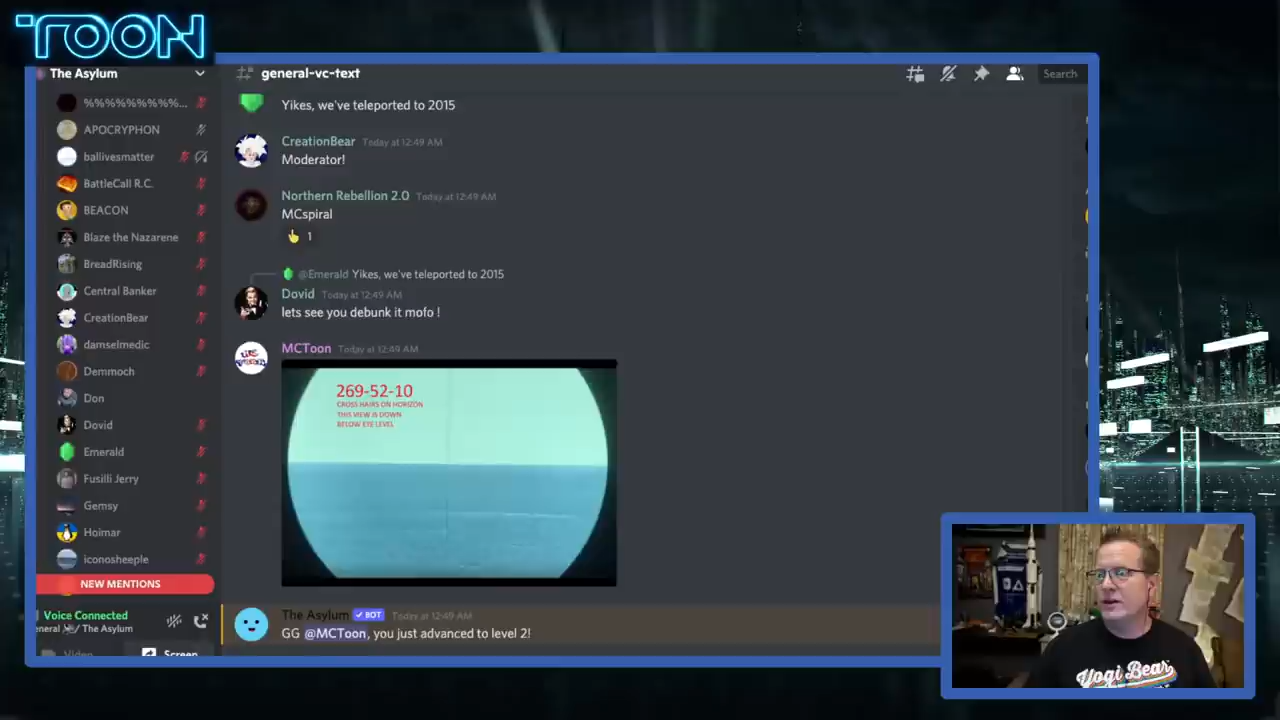 TOON
The Asylum
%%%%%%%%%...
APOCRYPHON
ballivesmatter
BattleCall R.C.
BEACON
Blaze the Nazarene
BreadRising
Central Banker
CreationBear
damselmedic
Demmoch
Don
Dovid
Emerald
Fusilli Jerry
Gemsy
Hoimar
iconosheeple
NEW MENTIONS
Voice Connected
eneral / The Asylum
Video
Screen
general-vc-text
Search
Yikes, we've teleported to 2015
CreationBear Today at 12:49 AM
Moderator!
Northern Rebellion 2.0 Today at 12:49 AM
MCspiral
1
@Emerald Yikes, we've teleported to 2015
Dovid Today at 12:49 AM
lets see you debunk it mofo !
MCToon Today at 12:49 AM
269-52-10
CROSS HAIRS ON HORIZON
THIS VIEW IS DOWN
BELOW EYE LEVEL
The Asylum BOT Today at 12:49 AM
GG @MCToon, you just advanced to level 2!
Yogi Bear